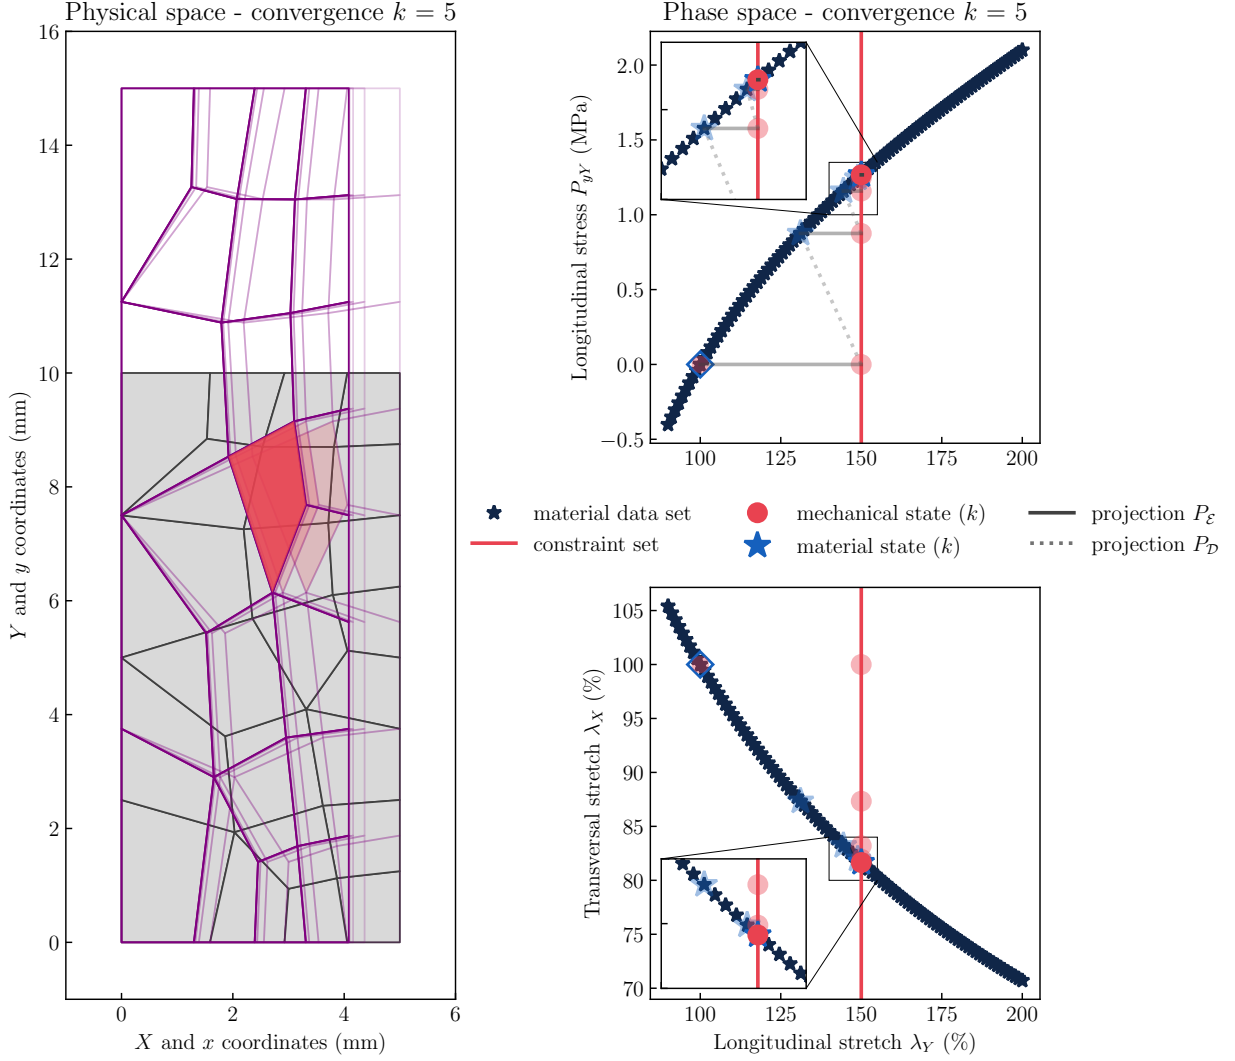 Physical space - convergence k = 5
16
14
12
10
8
6
4
2
0
Y and y coordinates (mm)
0
2
4
6
X and x coordinates (mm)
Phase space - convergence k = 5
2.0
1.5
1.0
0.5
0.0
−0.5
Longitudinal stress P_{yY} (MPa)
100
125
150
175
200
material data set
constraint set
mechanical state (k)
material state (k)
projection P_ℰ
projection P_𝒟
105
100
95
90
85
80
75
70
Transversal stretch λ_X (%)
100
125
150
175
200
Longitudinal stretch λ_Y (%)